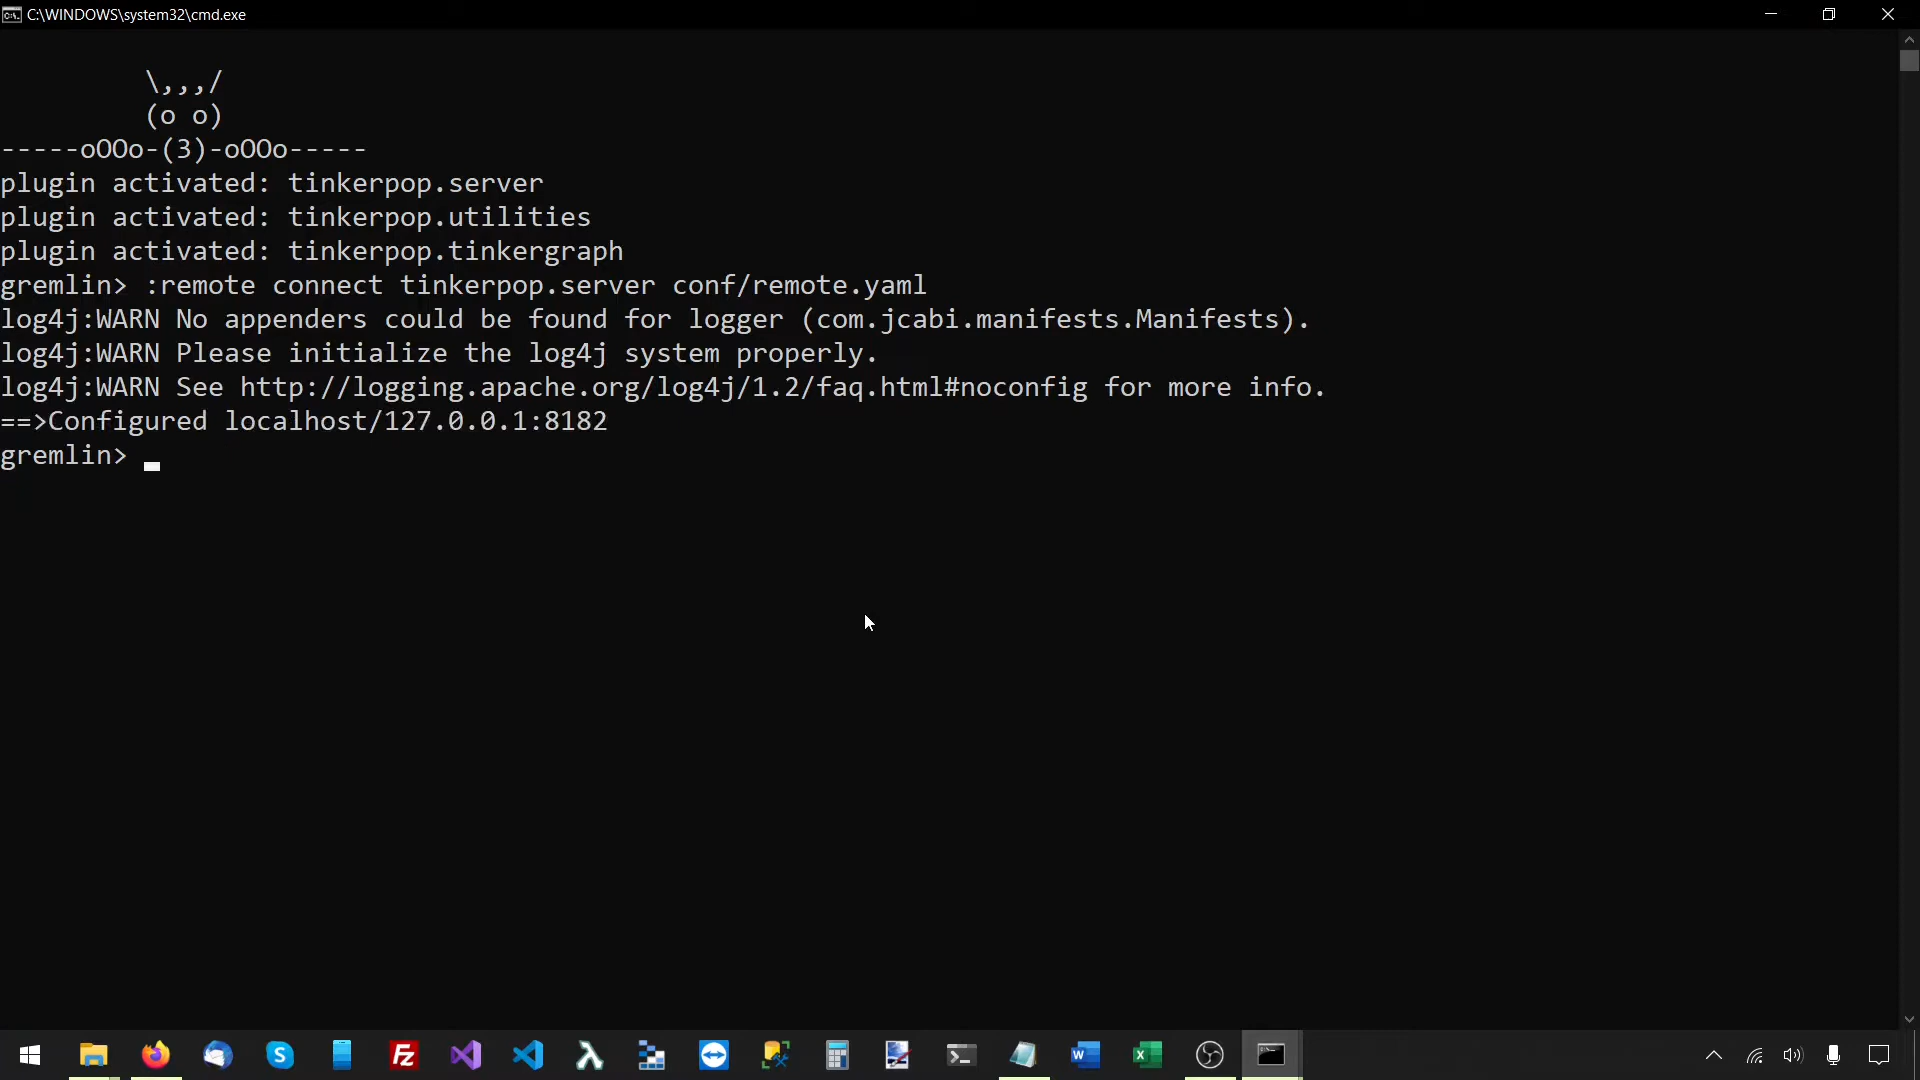 C:\WINDOWS\system32\cmd.exe
\,,,/
(o o)
-----oOOo-(3)-oOOo-----
plugin activated: tinkerpop.server
plugin activated: tinkerpop.utilities
plugin activated: tinkerpop.tinkergraph
gremlin> :remote connect tinkerpop.server conf/remote.yaml
log4j:WARN No appenders could be found for logger (com.jcabi.manifests.Manifests).
log4j:WARN Please initialize the log4j system properly.
log4j:WARN See http://logging.apache.org/log4j/1.2/faq.html#noconfig for more info.
==>Configured localhost/127.0.0.1:8182
gremlin>